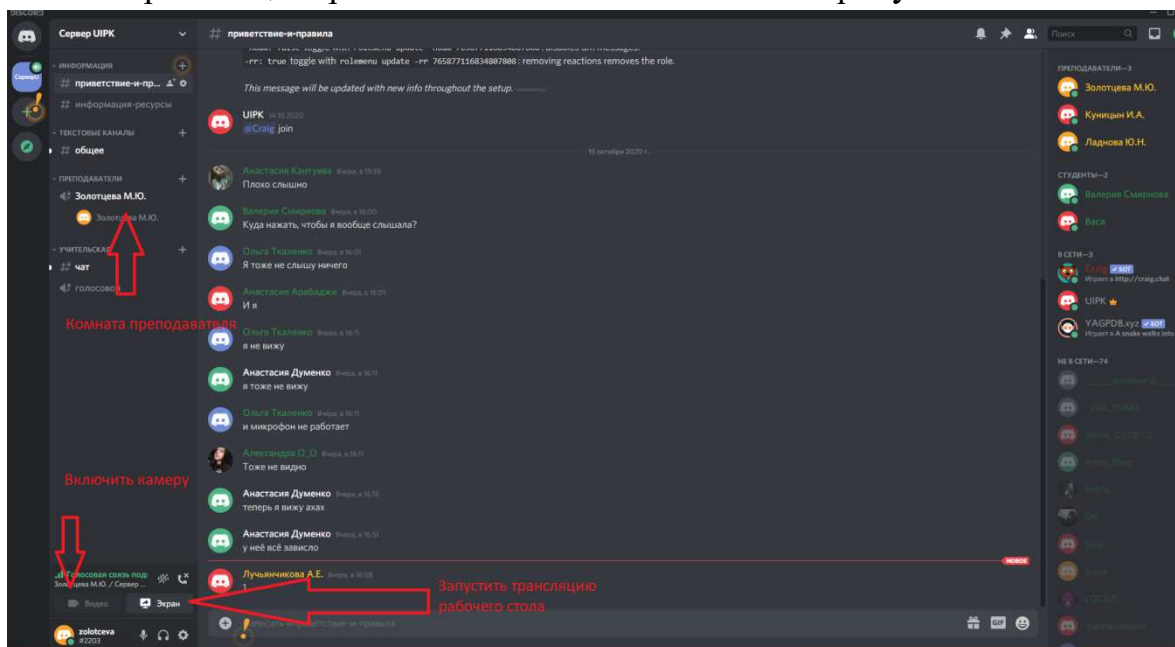 DISCORD
Сервер UIPK
ИНФОРМАЦИЯ
приветствие-и-пр...
информация-ресурсы
ТЕКСТОВЫЕ КАНАЛЫ
общее
ПРЕПОДАВАТЕЛИ
Золотцева М.Ю.
Золотцева М.Ю.
УЧИТЕЛЬСКАЯ
чат
голосовой
Комната преподавателя
Включить камеру
Голосовая связь
Золотцева М.Ю. / Сервер ...
Видео
Экран
zolotceva
#2203
# приветствие-и-правила
-rr: true toggle with rolemenu update -rr 765877116834807808: removing reactions removes the role.
This message will be updated with new info throughout the setup.
UIPK 14.10.2020
@Craig join
15 октября 2020 г.
Анастасия Кантуева Вчера, в 15:59
Плохо слышно
Валерия Смирнова Вчера, в 16:00
Куда нажать, чтобы я вообще слышала?
Ольга Ткаленко Вчера, в 16:01
Я тоже не слышу ничего
Анастасия Арабаджи Вчера, в 16:01
И я
Ольга Ткаленко Вчера, в 16:11
я не вижу
Анастасия Думенко Вчера, в 16:11
я тоже не вижу
Ольга Ткаленко Вчера, в 16:11
и микрофон не работает
Александра О_О Вчера, в 16:11
Тоже не видно
Анастасия Думенко Вчера, в 16:15
теперь я вижу ахах
Анастасия Думенко Вчера, в 16:51
у неё всё зависло
НОВОЕ
Лучьянчикова А.Е. Вчера, в 16:58
1
Запустить трансляцию
рабочего стола
Написать #приветствие-и-правила
GIF
Поиск
ПРЕПОДАВАТЕЛИ—3
Золотцева М.Ю.
Куницын И.А.
Ладнова Ю.Н.
СТУДЕНТЫ—2
Валерия Смирнова
Вася
В СЕТИ—3
Craig БОТ
Играет в http://craig.chat
UIPK
YAGPDB.xyz БОТ
Играет в A snake walks into
НЕ В СЕТИ—74